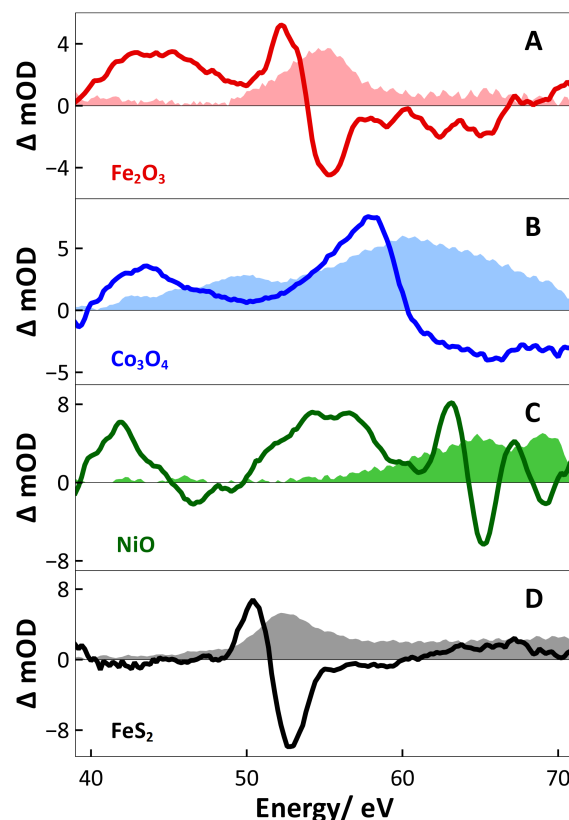 A
Δ mOD
4
0
−4
Fe₂O₃
B
Δ mOD
5
0
−5
Co₃O₄
C
Δ mOD
8
0
−8
NiO
D
Δ mOD
8
0
−8
FeS₂
40 50 60 70
Energy/ eV